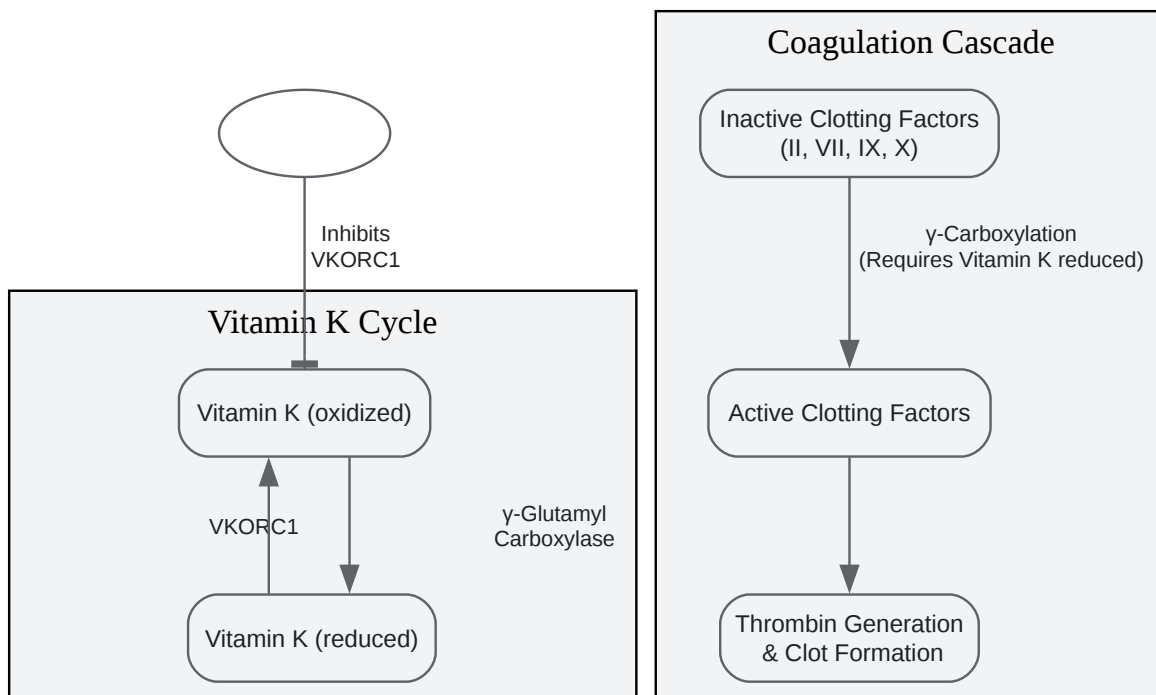 Coagulation Cascade
Inactive Clotting Factors
(II, VII, IX, X)
Inhibits
VKORC1
γ-Carboxylation
(Requires Vitamin K reduced)
Vitamin K Cycle
Vitamin K (oxidized)
Active Clotting Factors
VKORC1
γ-Glutamyl
Carboxylase
Vitamin K (reduced)
Thrombin Generation
& Clot Formation